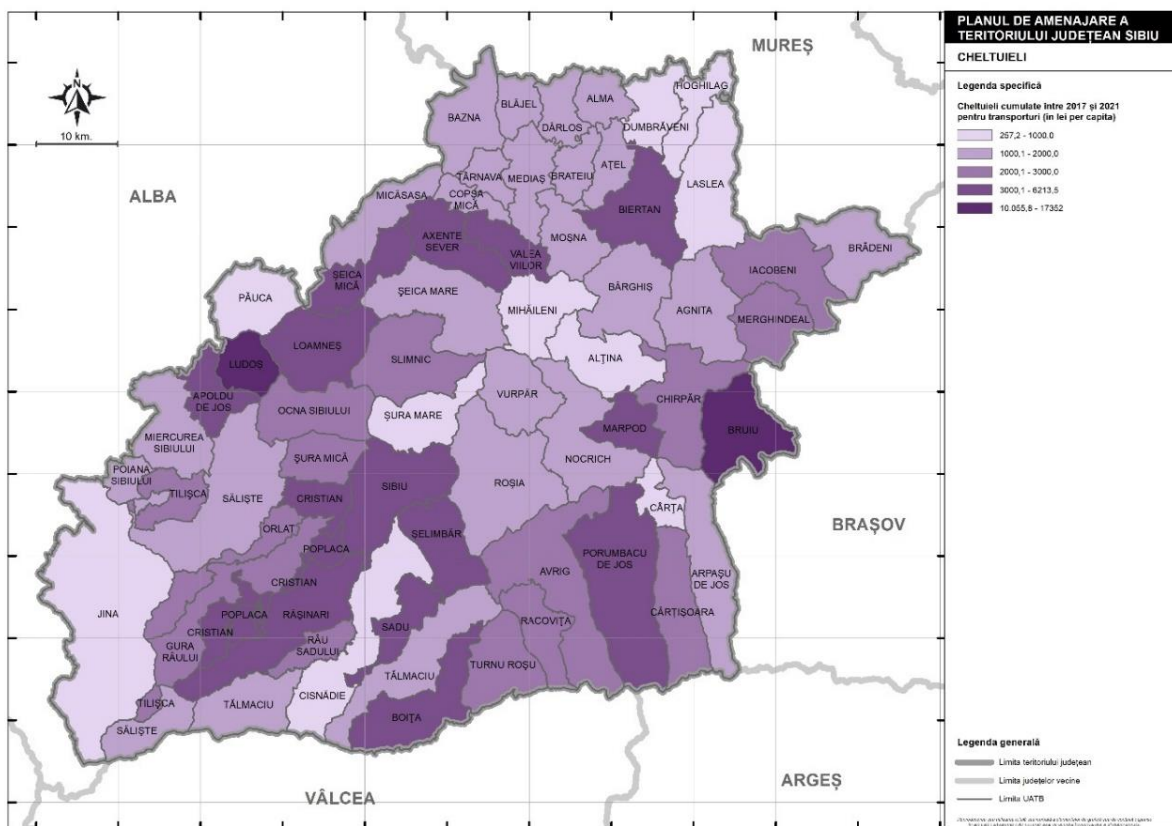 PLANUL DE AMENAJARE A
TERITORIULUI JUDEȚEAN SIBIU
CHELTUIELI
Legenda specifică
Cheltuieli cumulate între 2017 și 2021
pentru transporturi (în lei per capita)
257,2 - 1000,0
1000,1 - 2000,0
2000,1 - 3000,0
3000,1 - 6213,5
10.055,8 - 17352
N
10 km.
MUREȘ
ALBA
BRAȘOV
ARGEȘ
VÂLCEA
HOGHILAG
BLĂJEL
ALMA
BAZNA
DÂRLOS
DUMBRĂVENI
AȚEL
TÂRNAVA
MEDIAȘ
BRATEIU
LASLEA
MICĂSASA
COPȘA
MICĂ
BIERTAN
AXENTE
SEVER
MOȘNA
BRĂDENI
VALEA
VIILOR
IACOBENI
ȘEICA
MICĂ
ȘEICA MARE
BÂRGHIȘ
PĂUCA
MIHĂILENI
AGNITA
MERGHINDEAL
LOAMNEȘ
SLIMNIC
ALȚINA
LUDOȘ
APOLDU
DE JOS
VURPĂR
CHIRPĂR
OCNA SIBIULUI
ȘURA MARE
MARPOD
BRUIU
MIERCUREA
SIBIULUI
NOCRICH
ȘURA MICĂ
POIANA
SIBIULUI
TILIȘCA
SĂLIȘTE
CRISTIAN
SIBIU
ROȘIA
CÂRȚA
ORLAT
ȘELIMBĂR
POPLACA
PORUMBACU
DE JOS
AVRIG
ARPAȘU
DE JOS
CRISTIAN
JINA
POPLACA
RĂȘINARI
CÂRȚIȘOARA
RACOVIȚA
SADU
CRISTIAN
GURA
RÂULUI
RÂU
SADULUI
TURNU ROȘU
TĂLMACIU
CISNĂDIE
TILIȘCA
TĂLMACIU
BOIȚA
SĂLIȘTE
Legenda generală
Limita teritoriului județean
Limita județelor vecine
Limita UATB